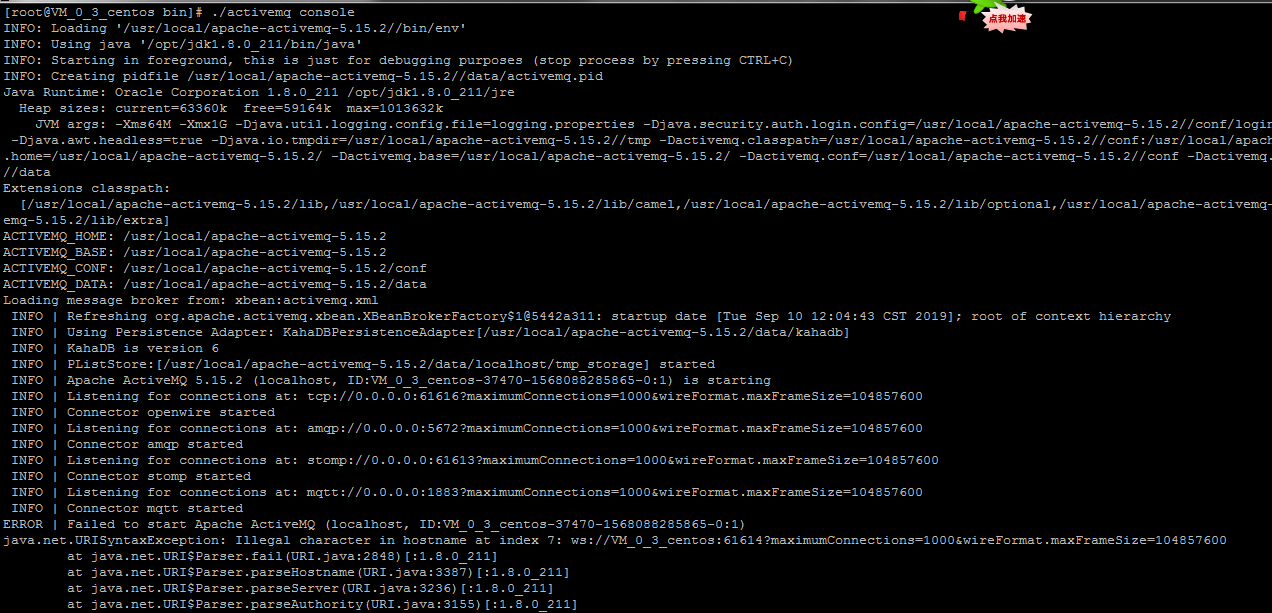 [root@VM_0_3_centos bin]# ./activemq console
点我加速
INFO: Loading '/usr/local/apache-activemq-5.15.2//bin/env'
INFO: Using java '/opt/jdk1.8.0_211/bin/java'
INFO: Starting in foreground, this is just for debugging purposes (stop process by pressing CTRL+C)
INFO: Creating pidfile /usr/local/apache-activemq-5.15.2//data/activemq.pid
Java Runtime: Oracle Corporation 1.8.0_211 /opt/jdk1.8.0_211/jre
  Heap sizes: current=63360k  free=59164k  max=1013632k
    JVM args: -Xms64M -Xmx1G -Djava.util.logging.config.file=logging.properties -Djava.security.auth.login.config=/usr/local/apache-activemq-5.15.2//conf/login
 -Djava.awt.headless=true -Djava.io.tmpdir=/usr/local/apache-activemq-5.15.2//tmp -Dactivemq.classpath=/usr/local/apache-activemq-5.15.2//conf:/usr/local/apach
.home=/usr/local/apache-activemq-5.15.2/ -Dactivemq.base=/usr/local/apache-activemq-5.15.2/ -Dactivemq.conf=/usr/local/apache-activemq-5.15.2//conf -Dactivemq.
//data
Extensions classpath:
  [/usr/local/apache-activemq-5.15.2/lib,/usr/local/apache-activemq-5.15.2/lib/camel,/usr/local/apache-activemq-5.15.2/lib/optional,/usr/local/apache-activemq-
emq-5.15.2/lib/extra]
ACTIVEMQ_HOME: /usr/local/apache-activemq-5.15.2
ACTIVEMQ_BASE: /usr/local/apache-activemq-5.15.2
ACTIVEMQ_CONF: /usr/local/apache-activemq-5.15.2/conf
ACTIVEMQ_DATA: /usr/local/apache-activemq-5.15.2/data
Loading message broker from: xbean:activemq.xml
 INFO | Refreshing org.apache.activemq.xbean.XBeanBrokerFactory$1@5442a311: startup date [Tue Sep 10 12:04:43 CST 2019]; root of context hierarchy
 INFO | Using Persistence Adapter: KahaDBPersistenceAdapter[/usr/local/apache-activemq-5.15.2/data/kahadb]
 INFO | KahaDB is version 6
 INFO | PListStore:[/usr/local/apache-activemq-5.15.2/data/localhost/tmp_storage] started
 INFO | Apache ActiveMQ 5.15.2 (localhost, ID:VM_0_3_centos-37470-1568088285865-0:1) is starting
 INFO | Listening for connections at: tcp://0.0.0.0:61616?maximumConnections=1000&wireFormat.maxFrameSize=104857600
 INFO | Connector openwire started
 INFO | Listening for connections at: amqp://0.0.0.0:5672?maximumConnections=1000&wireFormat.maxFrameSize=104857600
 INFO | Connector amqp started
 INFO | Listening for connections at: stomp://0.0.0.0:61613?maximumConnections=1000&wireFormat.maxFrameSize=104857600
 INFO | Connector stomp started
 INFO | Listening for connections at: mqtt://0.0.0.0:1883?maximumConnections=1000&wireFormat.maxFrameSize=104857600
 INFO | Connector mqtt started
ERROR | Failed to start Apache ActiveMQ (localhost, ID:VM_0_3_centos-37470-1568088285865-0:1)
java.net.URISyntaxException: Illegal character in hostname at index 7: ws://VM_0_3_centos:61614?maximumConnections=1000&wireFormat.maxFrameSize=104857600
        at java.net.URI$Parser.fail(URI.java:2848)[:1.8.0_211]
        at java.net.URI$Parser.parseHostname(URI.java:3387)[:1.8.0_211]
        at java.net.URI$Parser.parseServer(URI.java:3236)[:1.8.0_211]
        at java.net.URI$Parser.parseAuthority(URI.java:3155)[:1.8.0_211]